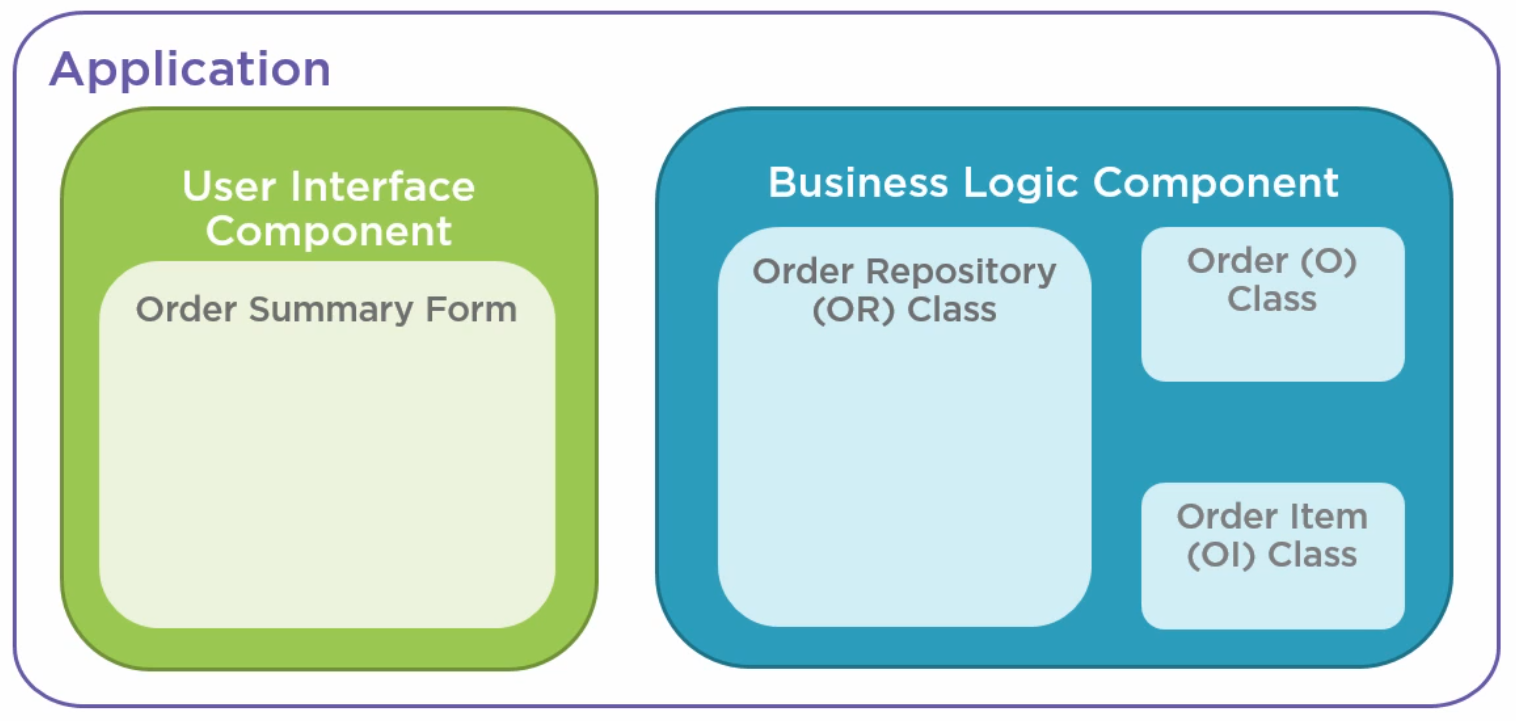 Application
User Interface
Component
Order Summary Form
Business Logic Component
Order Repository
(OR) Class
Order (O)
Class
Order Item
(OI) Class